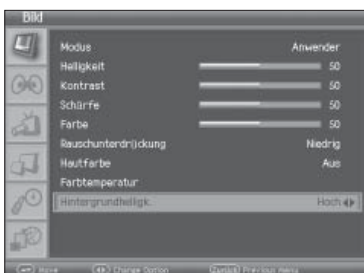 Bild
Modus Anwender
Helligkeit 50
Kontrast 50
Schärfe 50
Farbe 50
Rauschunterdrückung Niedrig
Hautfarbe Aus
Farbtemperatur
Hintergrundhelligk. Hoch
Move Change Option Zurück Previous menu